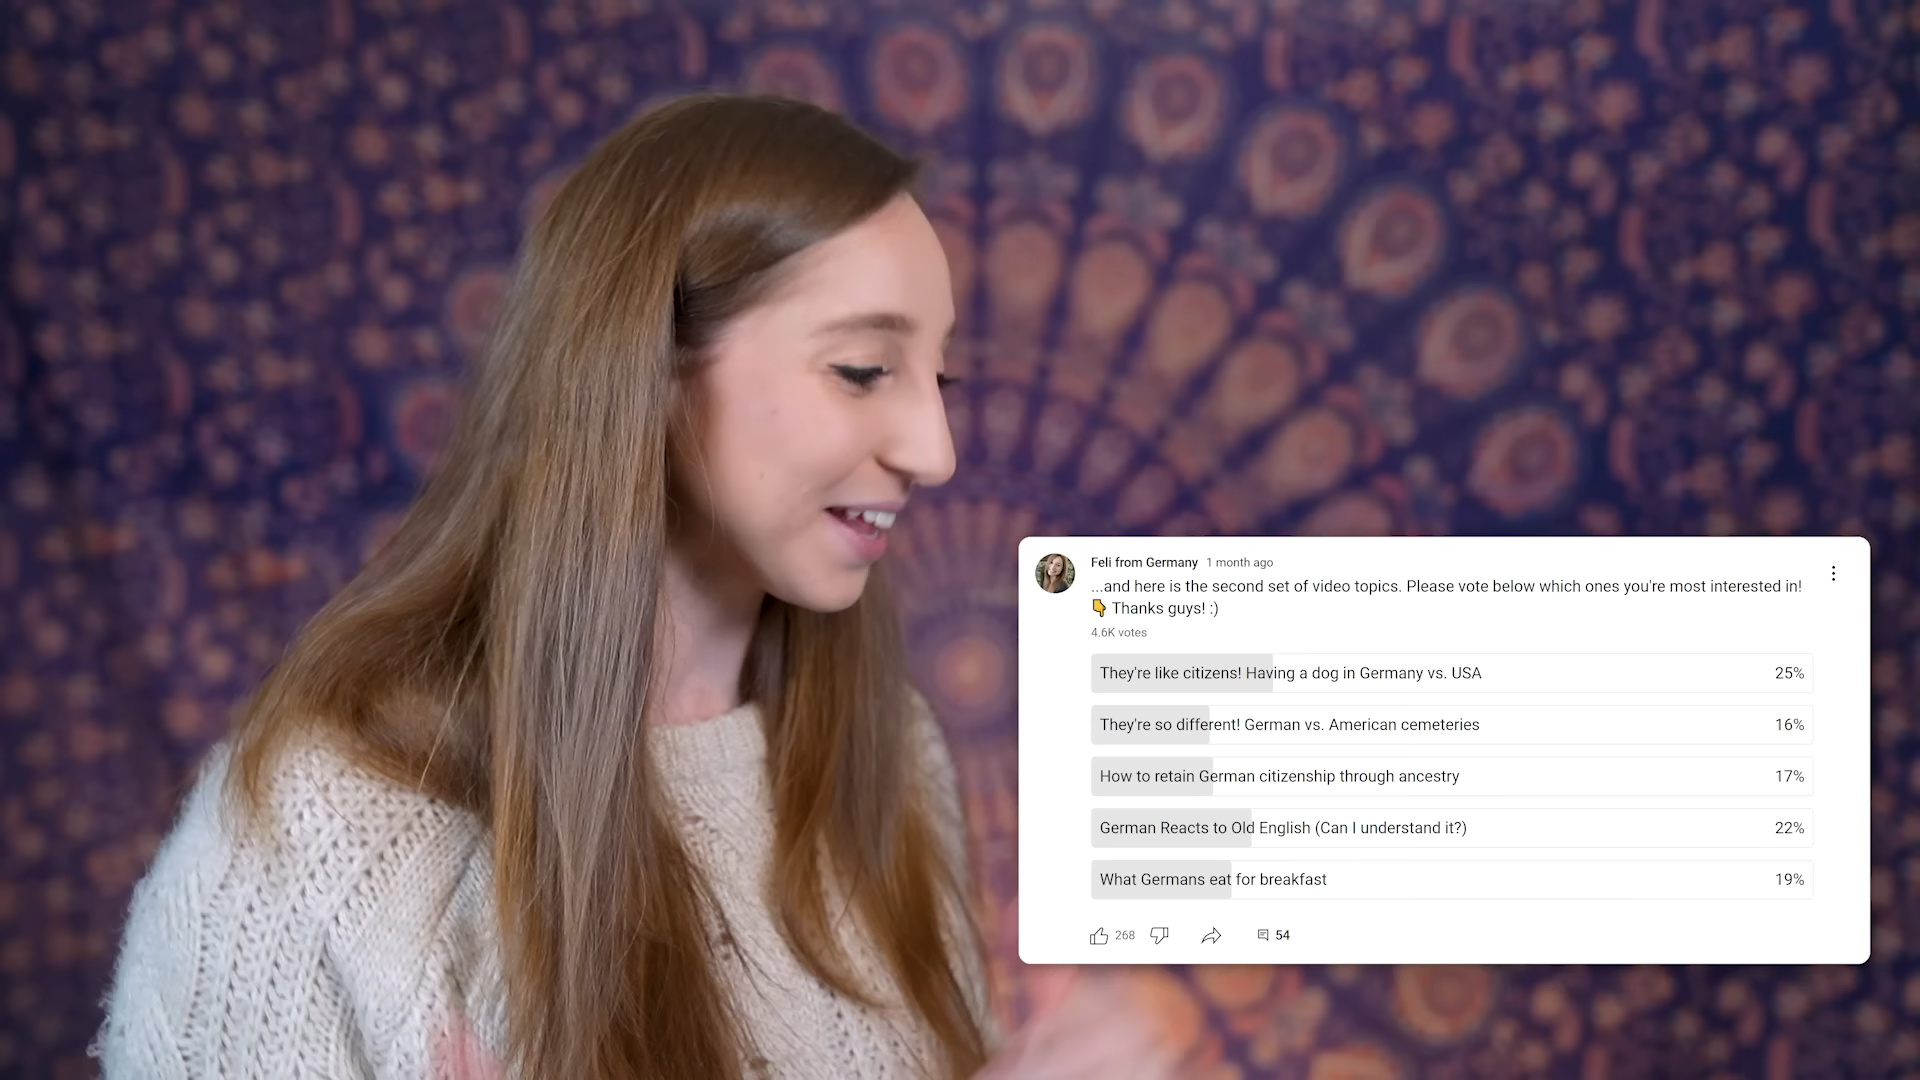 Feli from Germany 1 month ago
...and here is the second set of video topics. Please vote below which ones you're most interested in!
👇 Thanks guys! :)
4.6K votes
They're like citizens! Having a dog in Germany vs. USA 25%
They're so different! German vs. American cemeteries 16%
How to retain German citizenship through ancestry 17%
German Reacts to Old English (Can I understand it?) 22%
What Germans eat for breakfast 19%
268 54